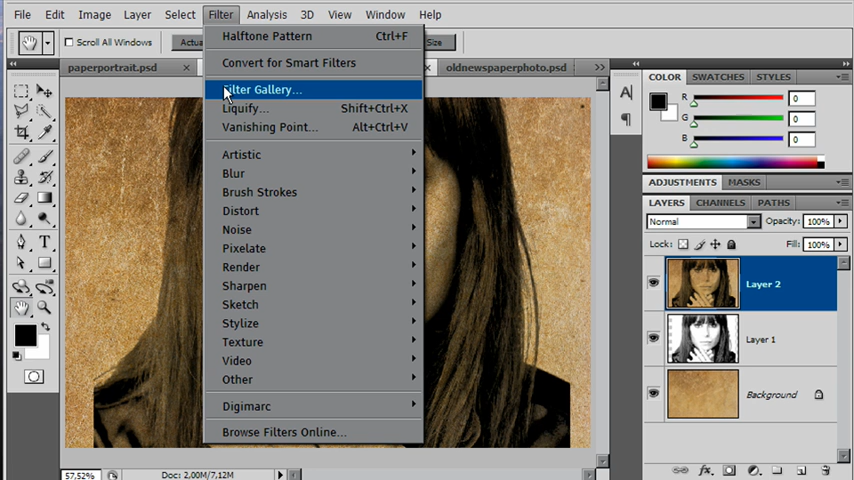 File Edit Image Layer Select Filter Analysis 3D View Window Help
Scroll All Windows Actua Size
paperportrait.psd × × oldnewspaperphoto.psd ×
Halftone Pattern Ctrl+F
Convert for Smart Filters
Filter Gallery...
Liquify... Shift+Ctrl+X
Vanishing Point... Alt+Ctrl+V
Artistic
Blur
Brush Strokes
Distort
Noise
Pixelate
Render
Sharpen
Sketch
Stylize
Texture
Video
Other
Digimarc
Browse Filters Online...
57,52% Doc: 2,00M/7,12M
COLOR SWATCHES STYLES
R 0
G 0
B 0
ADJUSTMENTS MASKS
LAYERS CHANNELS PATHS
Normal Opacity: 100%
Lock: Fill: 100%
Layer 2
Layer 1
Background